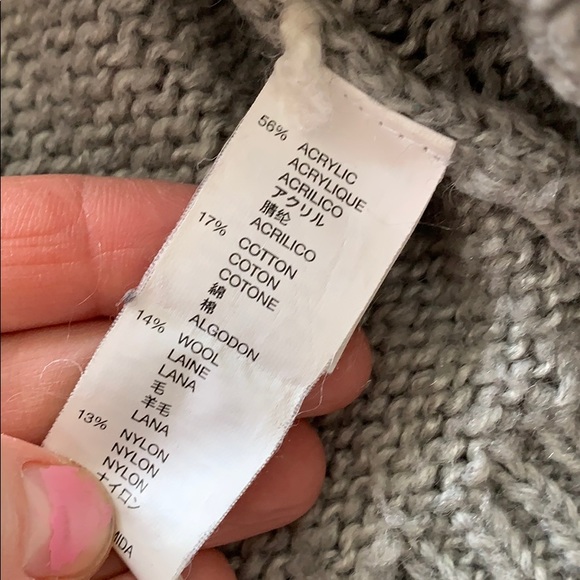 56% ACRYLIC
ACRYLIQUE
ACRILICO
アクリル
腈纶
ACRILICO
17% COTTON
COTON
COTONE
綿
棉
ALGODON
14% WOOL
LAINE
LANA
毛
羊毛
LANA
13% NYLON
NYLON
NYLON
ナイロン
MIDA